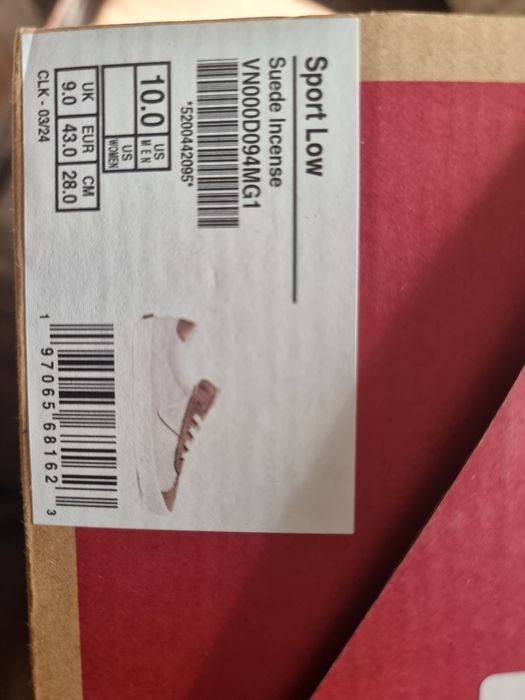 Sport Low
Suede Incense
VN000D094MG1
*5200442095*
10.0 US MEN
US WOMEN
UK EUR CM
9.0 43.0 28.0
CLK - 03/24
1 97065 68162 3